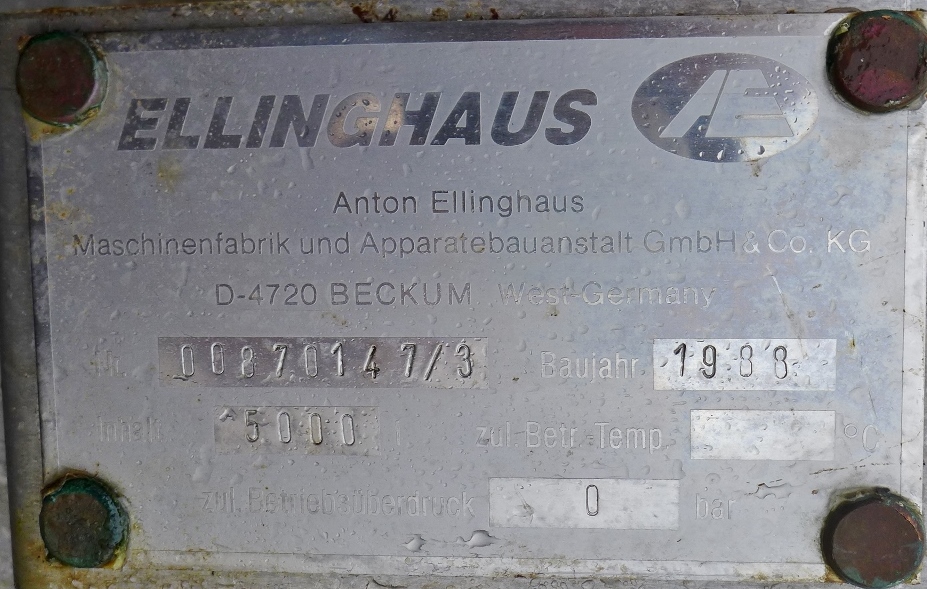 ELLINGHAUS Æ
Anton Ellinghaus
Maschinenfabrik und Apparatebauanstalt GmbH & Co. KG
D-4720 BECKUM West-Germany
Nr. 00870147/3 Baujahr 1988
Inhalt 5000 l zul. Betr.-Temp. °C
zul. Betriebsüberdruck 0 bar